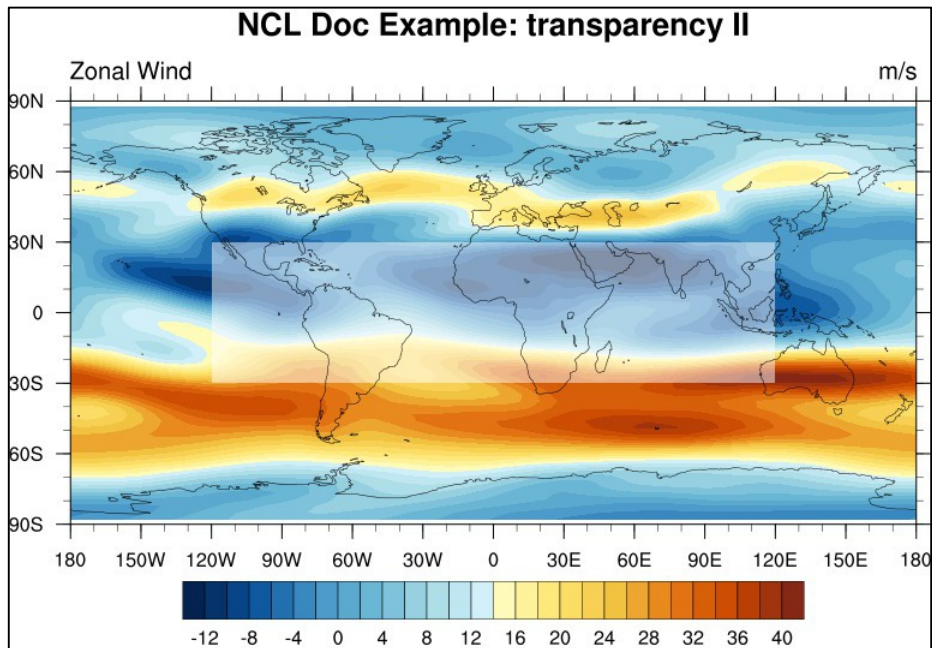 NCL Doc Example: transparency II
Zonal Wind m/s
90N
60N
30N
0
30S
60S
90S
180 150W 120W 90W 60W 30W 0 30E 60E 90E 120E 150E 180
-12 -8 -4 0 4 8 12 16 20 24 28 32 36 40